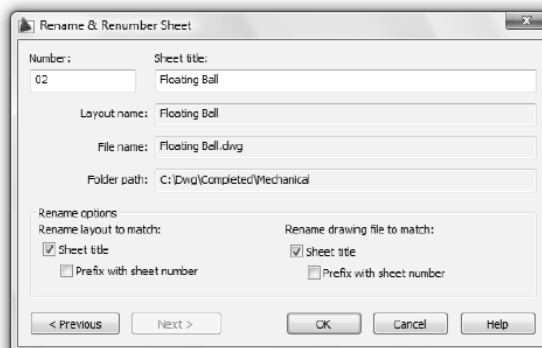 Rename & Renumber Sheet
Number: Sheet title:
02 Floating Ball
Layout name: Floating Ball
File name: Floating Ball.dwg
Folder path: C:\Dwg\Completed\Mechanical
Rename options
Rename layout to match: Rename drawing file to match:
Sheet title Sheet title
Prefix with sheet number Prefix with sheet number
< Previous Next > OK Cancel Help